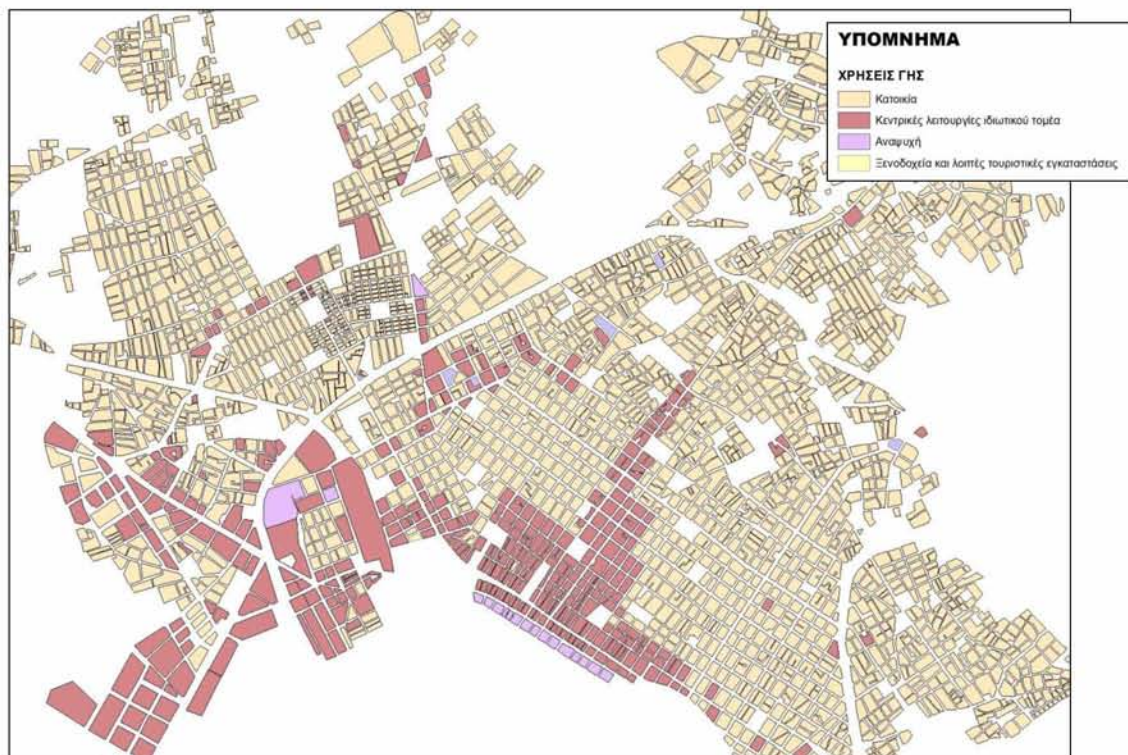 ΥΠΟΜΝΗΜΑ
ΧΡΗΣΕΙΣ ΓΗΣ
Κατοικία
Κεντρικές λειτουργίες ιδιωτικού τομέα
Αναψυχή
Ξενοδοχεία και λοιπές τουριστικές εγκαταστάσεις